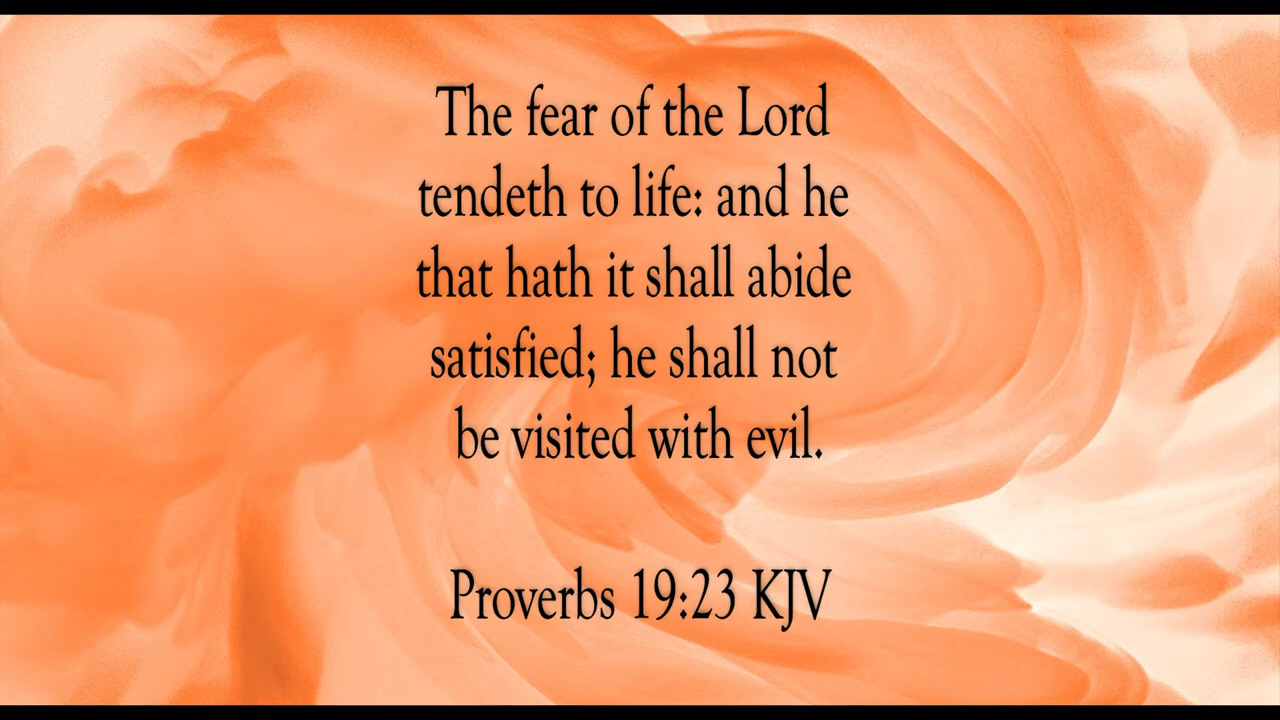 The fear of the Lord
tendeth to life: and he
that hath it shall abide
satisfied; he shall not
be visited with evil.
Proverbs 19:23 KJV